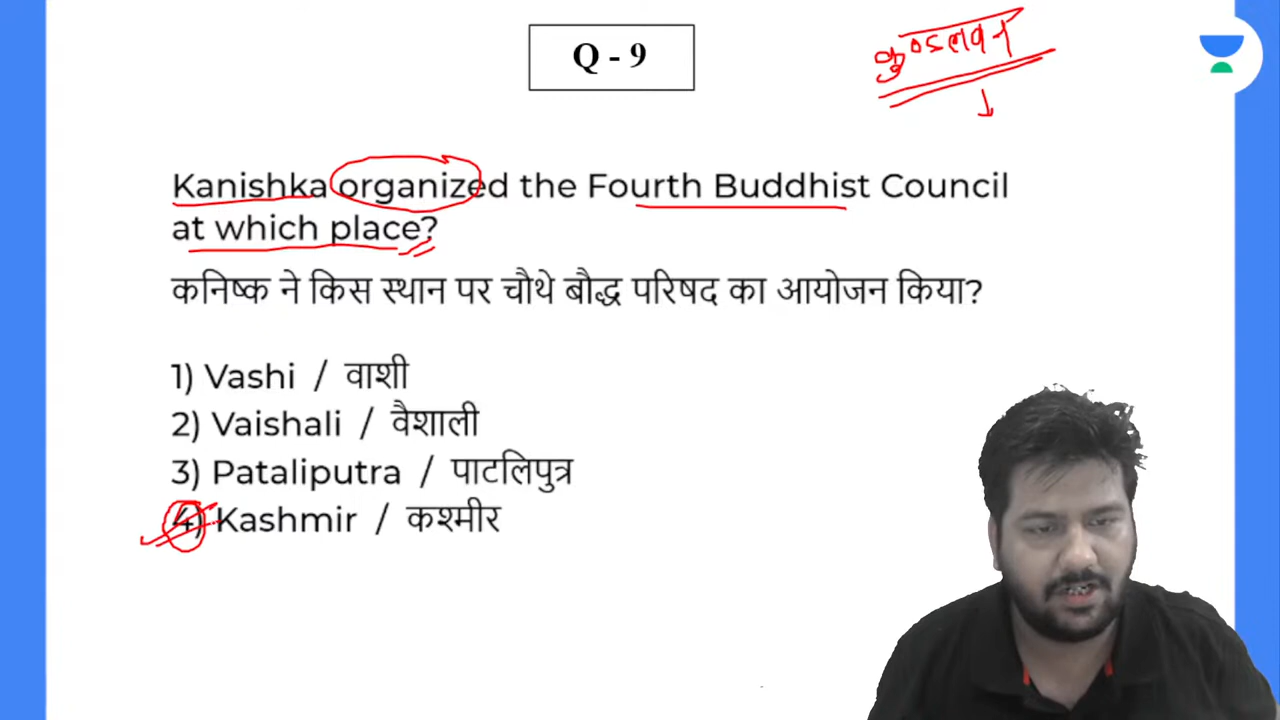 Q - 9
कुण्डलवन
Kanishka organized the Fourth Buddhist Council
at which place?
कनिष्क ने किस स्थान पर चौथे बौद्ध परिषद का आयोजन किया?
1) Vashi / वाशी
2) Vaishali / वैशाली
3) Pataliputra / पाटलिपुत्र
4) Kashmir / कश्मीर